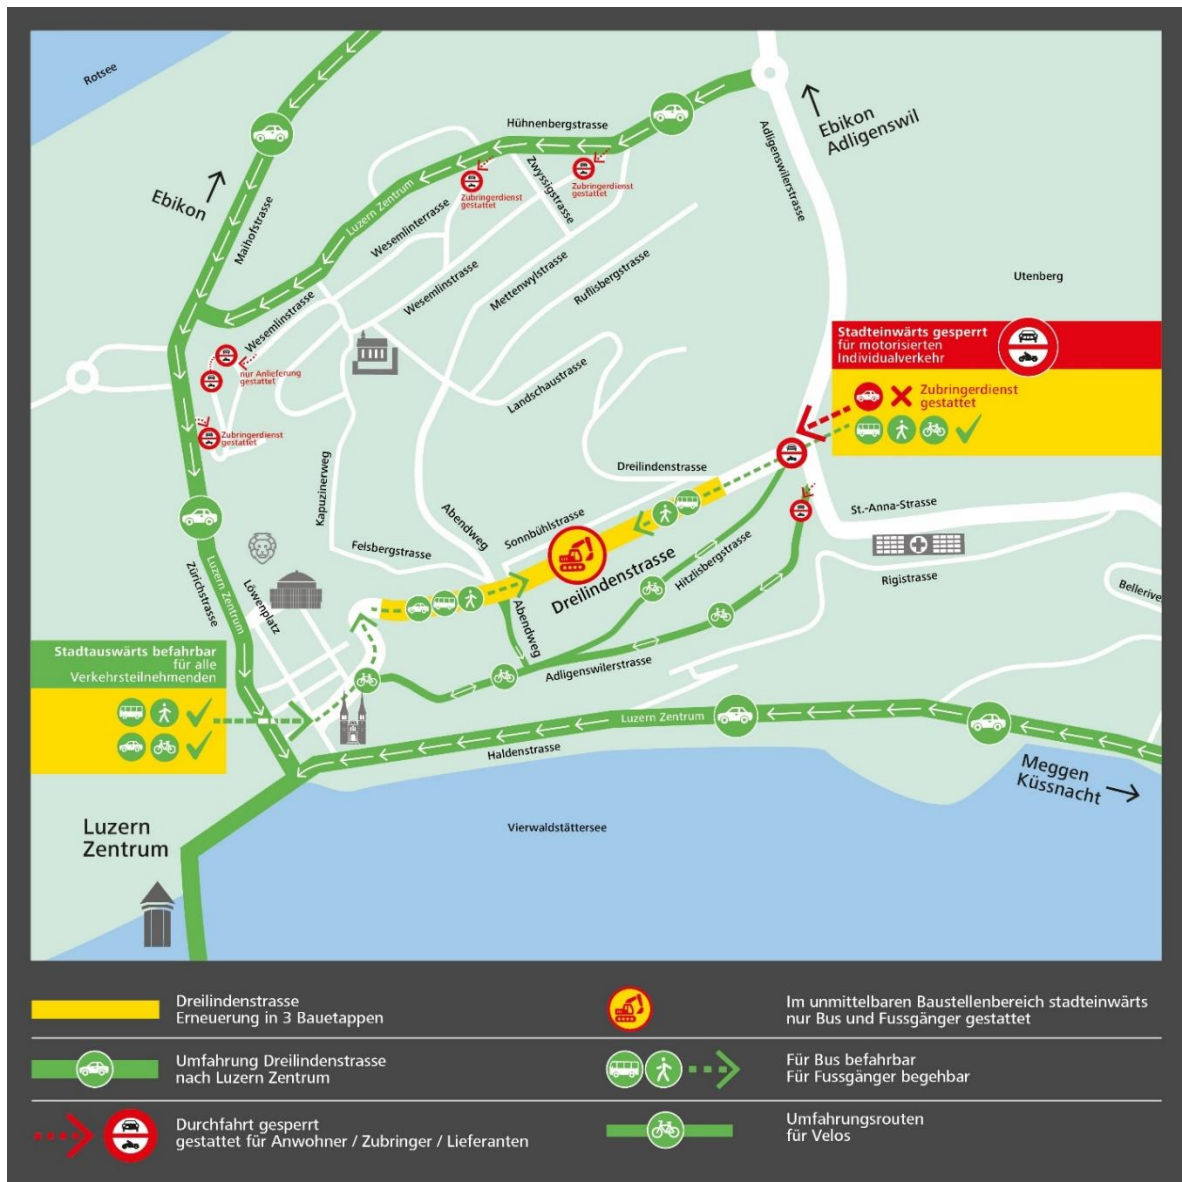 Rotsee
Ebikon
Adligenswil
Hühnenbergstrasse
Adligenswilerstrasse
Zwyssigstrasse
Zubringerdienst
gestattet
Zubringerdienst
gestattet
Ebikon
Maihofstrasse
Luzern Zentrum
Wesemlinterrasse
Wesemlinstrasse
Mettenwylstrasse
Ruflisbergstrasse
Utenberg
Wesemlinstrasse
Stadteinwärts gesperrt
für motorisierten
Individualverkehr
nur Anlieferung
gestattet
Landschaustrasse
Zubringerdienst
gestattet
Zubringerdienst
gestattet
Kapuzinerweg
Dreilindenstrasse
Abendweg
Sonnbühlstrasse
St.-Anna-Strasse
Felsbergstrasse
Dreilindenstrasse
Hitzlisbergstrasse
Rigistrasse
Bellerive
Zürichstrasse
Luzern Zentrum
Löwenplatz
Abendweg
Adligenswilerstrasse
Stadtauswärts befahrbar
für alle
Verkehrsteilnehmenden
Luzern Zentrum
Haldenstrasse
Meggen
Küssnacht
Luzern
Zentrum
Vierwaldstättersee
Dreilindenstrasse
Erneuerung in 3 Bauetappen
Im unmittelbaren Baustellenbereich stadteinwärts
nur Bus und Fussgänger gestattet
Umfahrung Dreilindenstrasse
nach Luzern Zentrum
Für Bus befahrbar
Für Fussgänger begehbar
Durchfahrt gesperrt
gestattet für Anwohner / Zubringer / Lieferanten
Umfahrungsrouten
für Velos